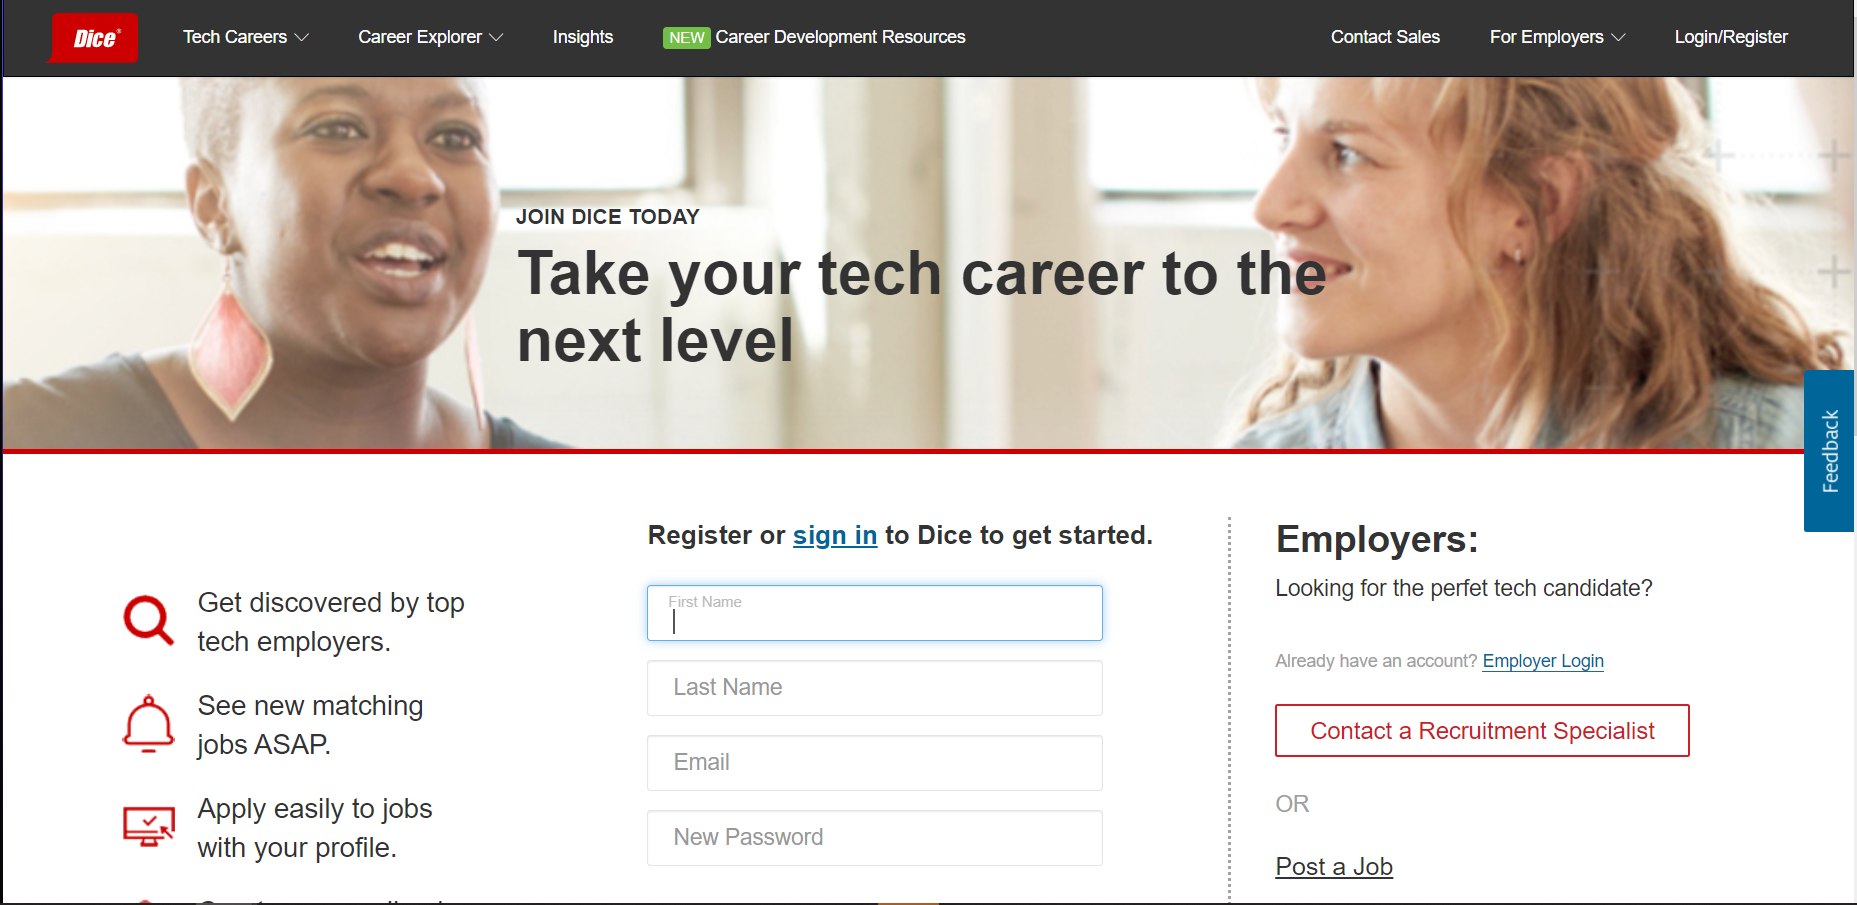 Dice
Tech Careers
Career Explorer
Insights
NEW Career Development Resources
Contact Sales
For Employers
Login/Register
JOIN DICE TODAY
Take your tech career to the
next level
Feedback
Get discovered by top
tech employers.
See new matching
jobs ASAP.
Apply easily to jobs
with your profile.
Register or sign in to Dice to get started.
First Name
Last Name
Email
New Password
Employers:
Looking for the perfet tech candidate?
Already have an account? Employer Login
Contact a Recruitment Specialist
OR
Post a Job